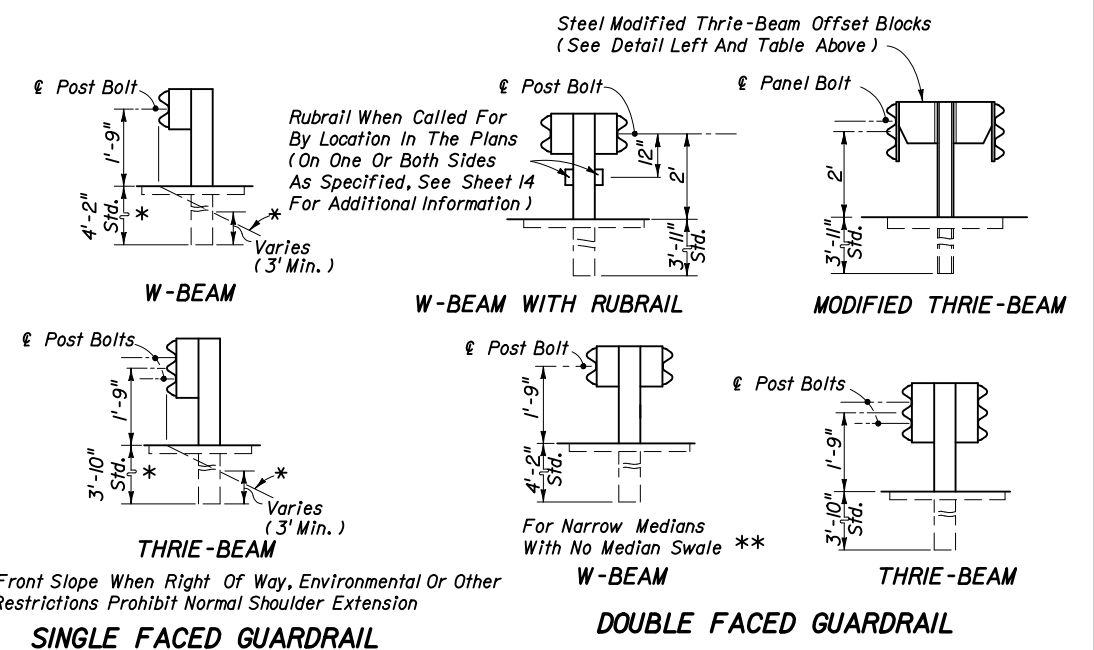 Steel Modified Thrie-Beam Offset Blocks
(See Detail Left And Table Above)
℄ Post Bolt
1'-9"
4'-2"
Std.
*
*
Varies
(3' Min.)
W-BEAM
Rubrail When Called For
By Location In The Plans
(On One Or Both Sides
As Specified, See Sheet 14
For Additional Information)
℄ Post Bolt
12"
2'
3'-11"
Std.
W-BEAM WITH RUBRAIL
℄ Panel Bolt
2'
3'-11"
Std.
MODIFIED THRIE-BEAM
℄ Post Bolts
1'-9"
3'-10"
Std.
*
*
Varies
(3' Min.)
THRIE-BEAM
Front Slope When Right Of Way, Environmental Or Other
Restrictions Prohibit Normal Shoulder Extension
SINGLE FACED GUARDRAIL
℄ Post Bolt
1'-9"
4'-2"
Std.
For Narrow Medians
With No Median Swale **
W-BEAM
℄ Post Bolts
1'-9"
3'-10"
Std.
THRIE-BEAM
DOUBLE FACED GUARDRAIL